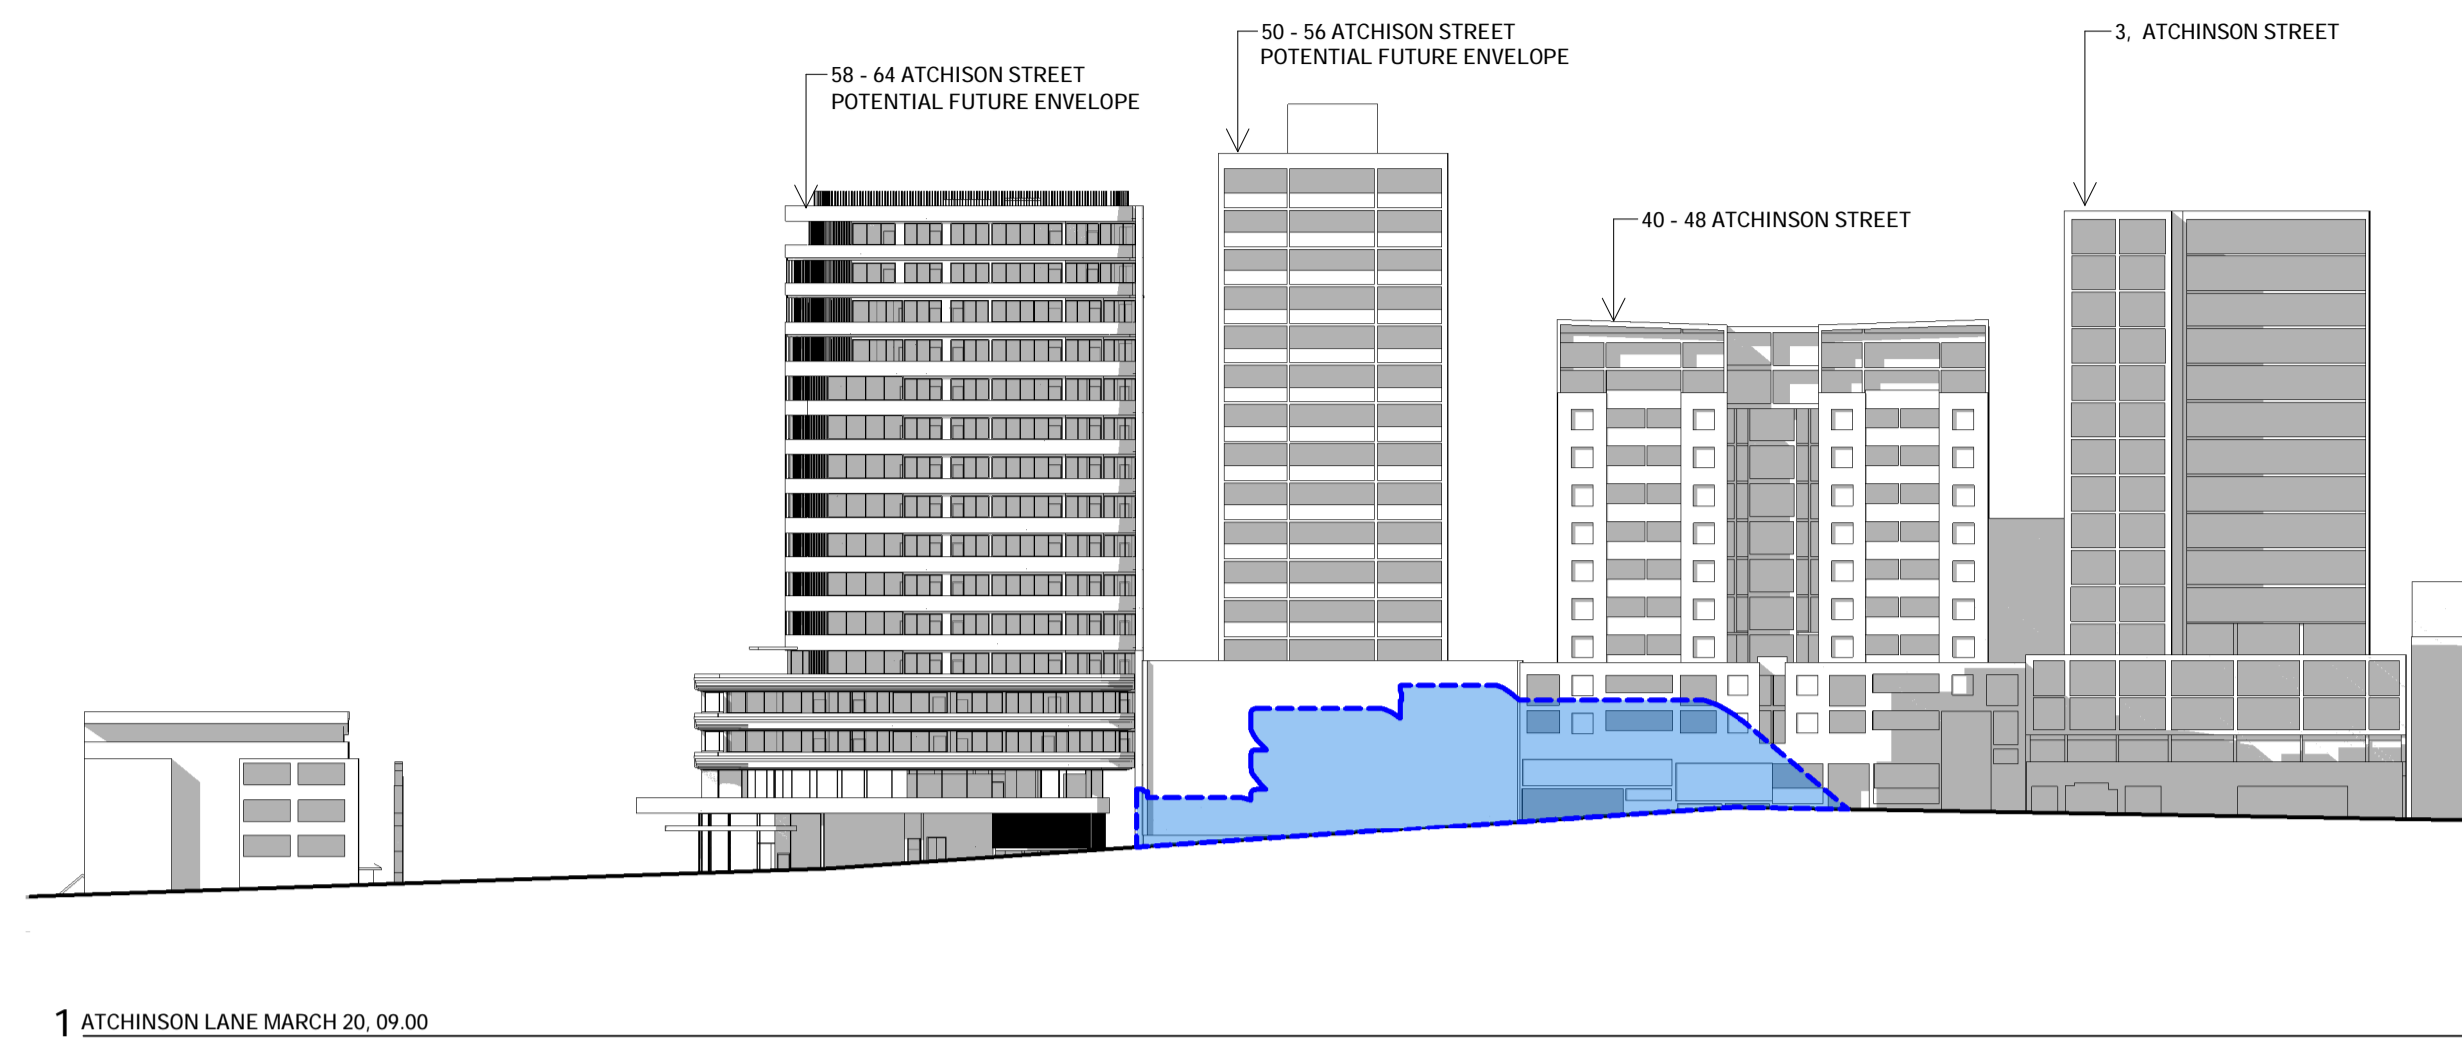 50 - 56 ATCHISON STREET
POTENTIAL FUTURE ENVELOPE
3, ATCHINSON STREET
58 - 64 ATCHISON STREET
POTENTIAL FUTURE ENVELOPE
40 - 48 ATCHINSON STREET
1 ATCHINSON LANE MARCH 20, 09.00